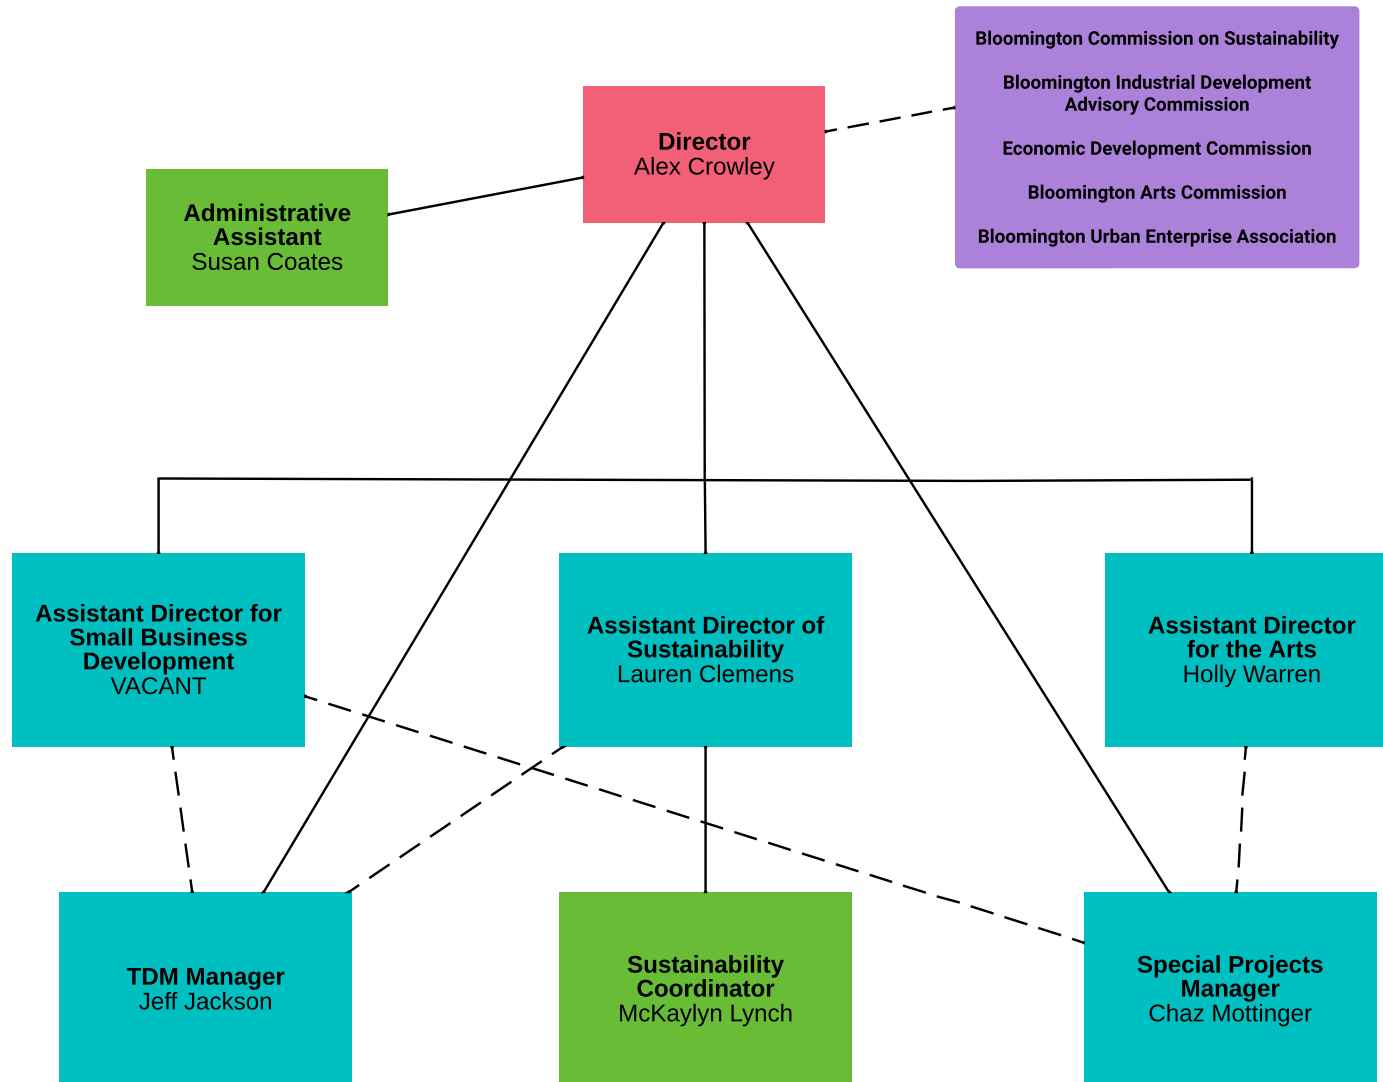 Bloomington Commission on Sustainability
Bloomington Industrial Development
Advisory Commission
Economic Development Commission
Bloomington Arts Commission
Bloomington Urban Enterprise Association
Director
Alex Crowley
Administrative
Assistant
Susan Coates
Assistant Director for
Small Business
Development
VACANT
Assistant Director of
Sustainability
Lauren Clemens
Assistant Director
for the Arts
Holly Warren
TDM Manager
Jeff Jackson
Sustainability
Coordinator
McKaylyn Lynch
Special Projects
Manager
Chaz Mottinger